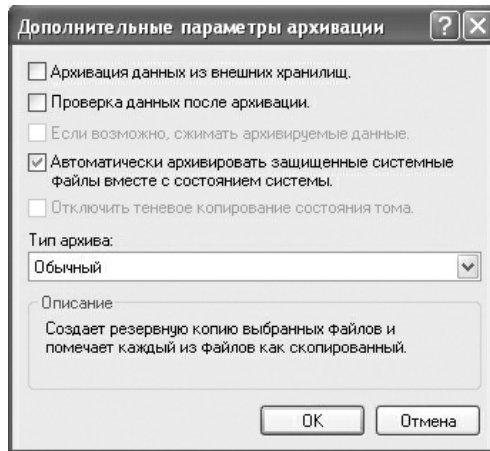 Дополнительные параметры архивации
Архивация данных из внешних хранилищ.
Проверка данных после архивации.
Если возможно, сжимать архивируемые данные.
Автоматически архивировать защищенные системные
файлы вместе с состоянием системы.
Отключить теневое копирование состояния тома.
Тип архива:
Обычный
Описание
Создает резервную копию выбранных файлов и
помечает каждый из файлов как скопированный.
OK Отмена